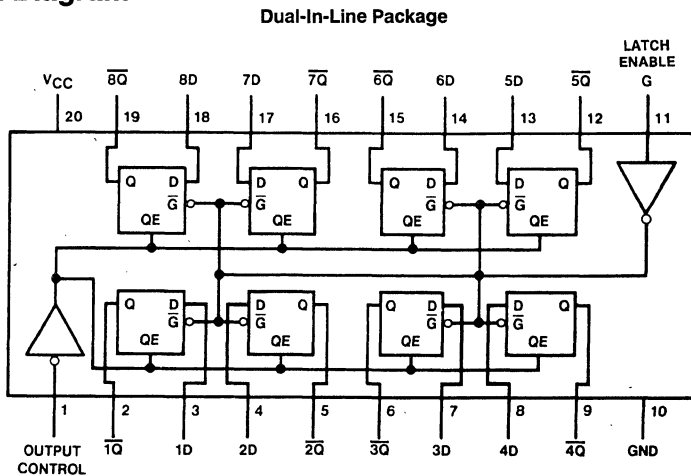 Dual-In-Line Package
LATCH
ENABLE
VCC 8Q̅ 8D 7D 7Q̅ 6Q̅ 6D 5D 5Q̅ G
20 19 18 17 16 15 14 13 12 11
Q D D Q Q D D Q
G̅ G̅ G̅ G̅
QE QE QE QE
Q D D Q Q D D Q
G̅ G̅ G̅ G̅
QE QE QE QE
1 2 3 4 5 6 7 8 9 10
OUTPUT
CONTROL
1Q̅ 1D 2D 2Q̅ 3Q̅ 3D 4D 4Q̅ GND